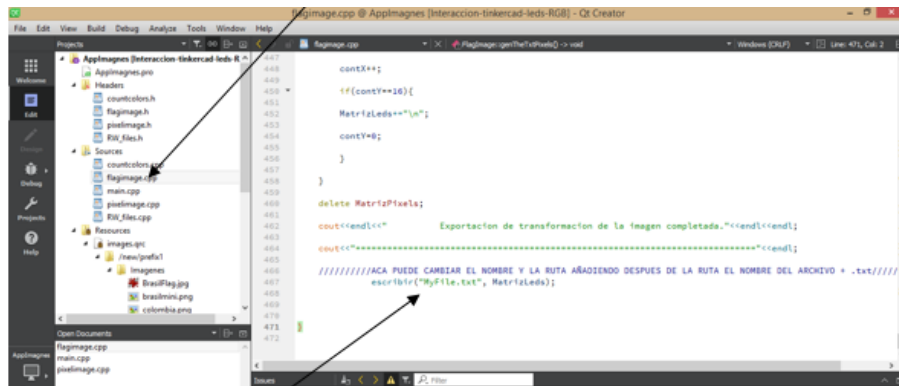 flagimage.cpp @ AppImagnes [Interaccion-tinkercad-leds-RGB] - Qt Creator
File Edit View Build Debug Analyze Tools Window Help
Projects
flagimage.cpp
FlagImage::genTheTxtPixels() -> void
Windows (CRLF)
Line: 471, Col: 2
Welcome
Edit
Design
Debug
Projects
Help
AppImagnes
AppImagnes [Interaccion-tinkercad-leds-R
AppImagnes.pro
Headers
countcolors.h
flagimage.h
pixelimage.h
RW_files.h
Sources
countcolors.cpp
flagimage.cpp
main.cpp
pixelimage.cpp
RW_files.cpp
Resources
images.qrc
/new/prefix1
Imagenes
BrasilFlag.jpg
brasilmini.png
colombia.png
Open Documents
flagimage.cpp
main.cpp
pixelimage.cpp
447
448 contX++;
449
450 if(contY==16){
451
452 MatrizLeds+="\n";
453
454 contY=0;
455
456 }
457
458 }
459
460 delete MatrizPixels;
461
462 cout<<endl<<" Exportacion de transformacion de la imagen completada."<<endl<<endl;
463
464 "<<endl;
465
466 //////////ACA PUEDE CAMBIAR EL NOMBRE Y LA RUTA AÑADIENDO DESPUES DE LA RUTA EL NOMBRE DEL ARCHIVO + .txt/////
467 escribir("MyFile.txt", MatrizLeds);
468
469
470
471 }
472
Issues
Filter